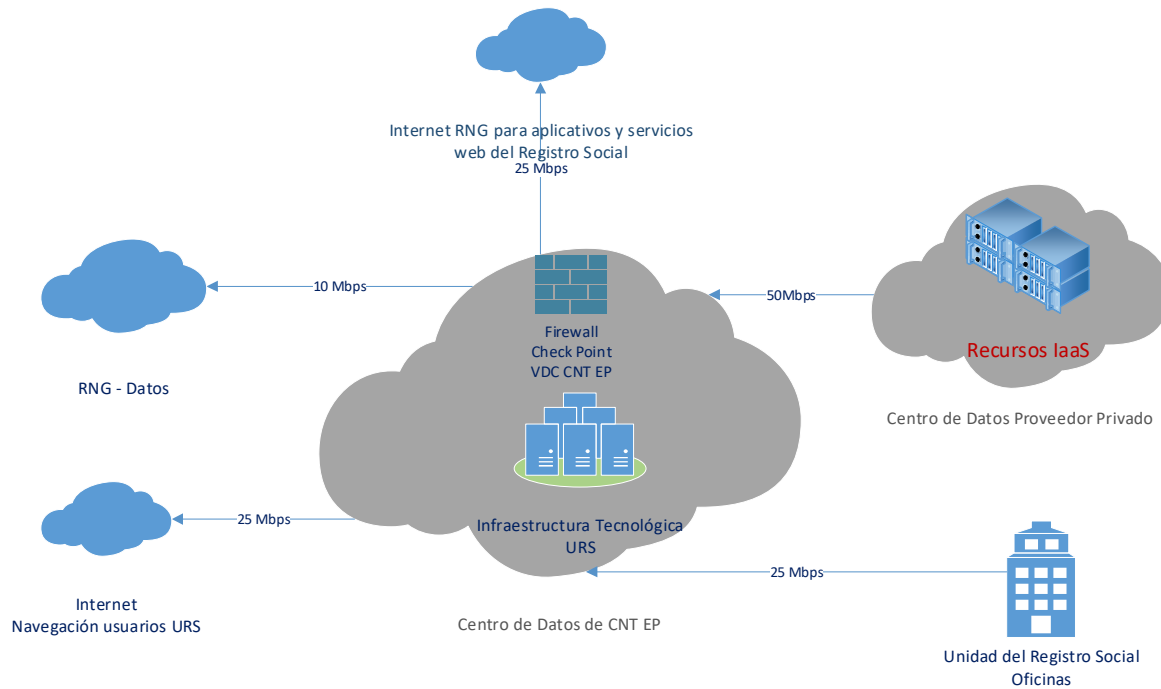 Internet RNG para aplicativos y servicios
web del Registro Social
25 Mbps
10 Mbps
50Mbps
Firewall
Check Point
VDC CNT EP
Recursos IaaS
RNG - Datos
Centro de Datos Proveedor Privado
25 Mbps
Infraestructura Tecnológica
URS
25 Mbps
Internet
Navegación usuarios URS
Centro de Datos de CNT EP
Unidad del Registro Social
Oficinas